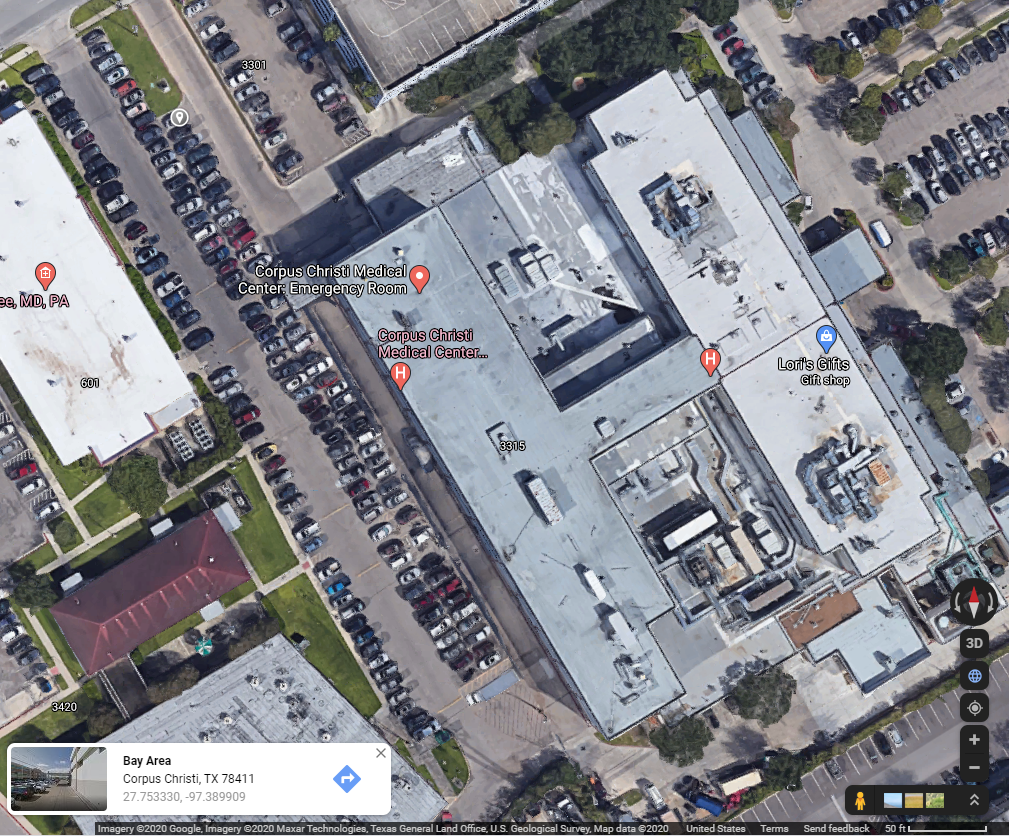 3301
Corpus Christi Medical
Center: Emergency Room
ee, MD, PA
Corpus Christi
Medical Center...
H
H
Lori's Gifts
Gift shop
601
3315
3420
3D
Bay Area
Corpus Christi, TX 78411
27.753330, -97.389909
Imagery ©2020 Google, Imagery ©2020 Maxar Technologies, Texas General Land Office, U.S. Geological Survey, Map data ©2020 United States Terms Send feedback 50 ft